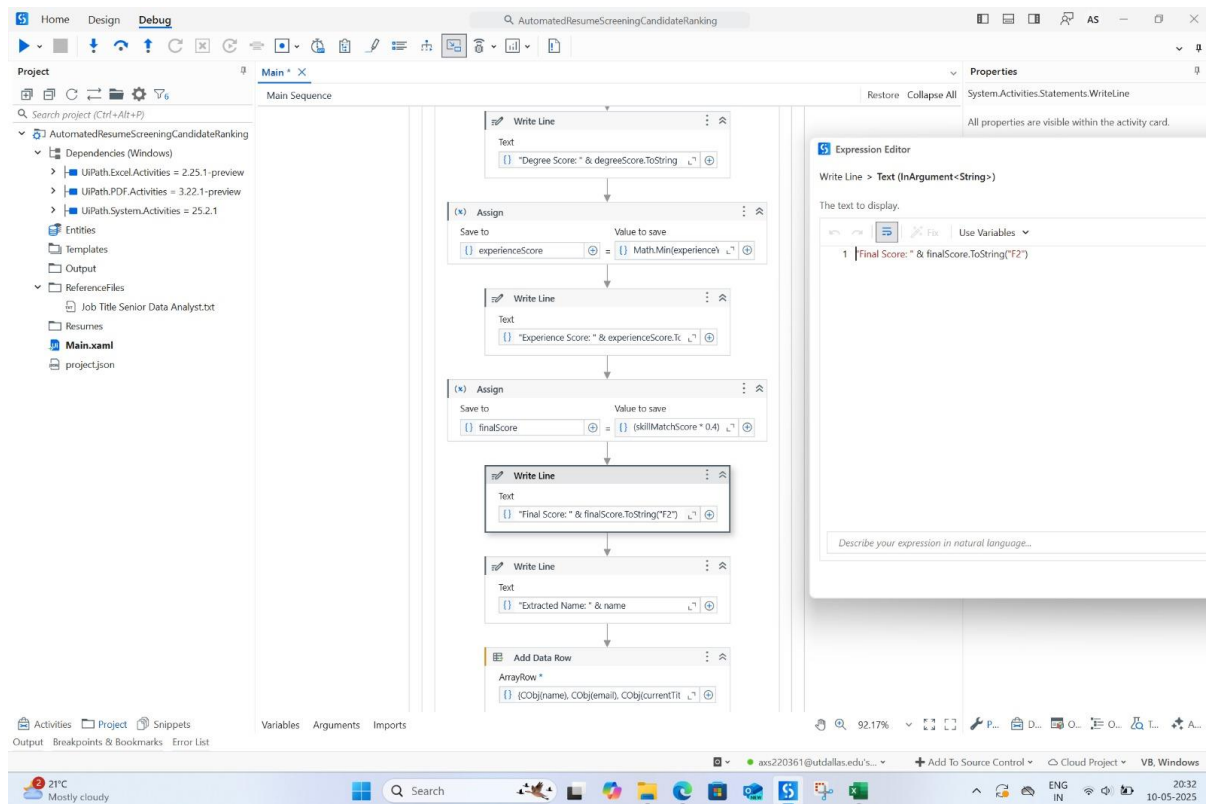 Home Design Debug
AutomatedResumeScreeningCandidateRanking
AS
Project
Main *
Properties
Main Sequence
Restore Collapse All
System.Activities.Statements.WriteLine
Search project (Ctrl+Alt+P)
All properties are visible within the activity card.
AutomatedResumeScreeningCandidateRanking
Dependencies (Windows)
UiPath.Excel.Activities = 2.25.1-preview
UiPath.PDF.Activities = 3.22.1-preview
UiPath.System.Activities = 25.2.1
Entities
Templates
Output
ReferenceFiles
Job Title Senior Data Analyst.txt
Resumes
Main.xaml
project.json
Write Line
Text
"Degree Score: " & degreeScore.ToString
Assign
Save to Value to save
experienceScore = Math.Min(experienceY
Write Line
Text
"Experience Score: " & experienceScore.Tc
Assign
Save to Value to save
finalScore = (skillMatchScore * 0.4)
Write Line
Text
"Final Score: " & finalScore.ToString("F2")
Write Line
Text
"Extracted Name: " & name
Add Data Row
ArrayRow *
{CObj(name), CObj(email), CObj(currentTit
Expression Editor
Write Line > Text (InArgument<String>)
The text to display.
Fix Use Variables
1 "Final Score: " & finalScore.ToString("F2")
Describe your expression in natural language...
Activities Project Snippets
Variables Arguments Imports
92.17%
P... D... O... O... T... A...
Output Breakpoints & Bookmarks Error List
axs220361@utdallas.edu's...
Add To Source Control
Cloud Project
VB, Windows
2
21°C
Mostly cloudy
Search
ENG
IN
20:32
10-05-2025